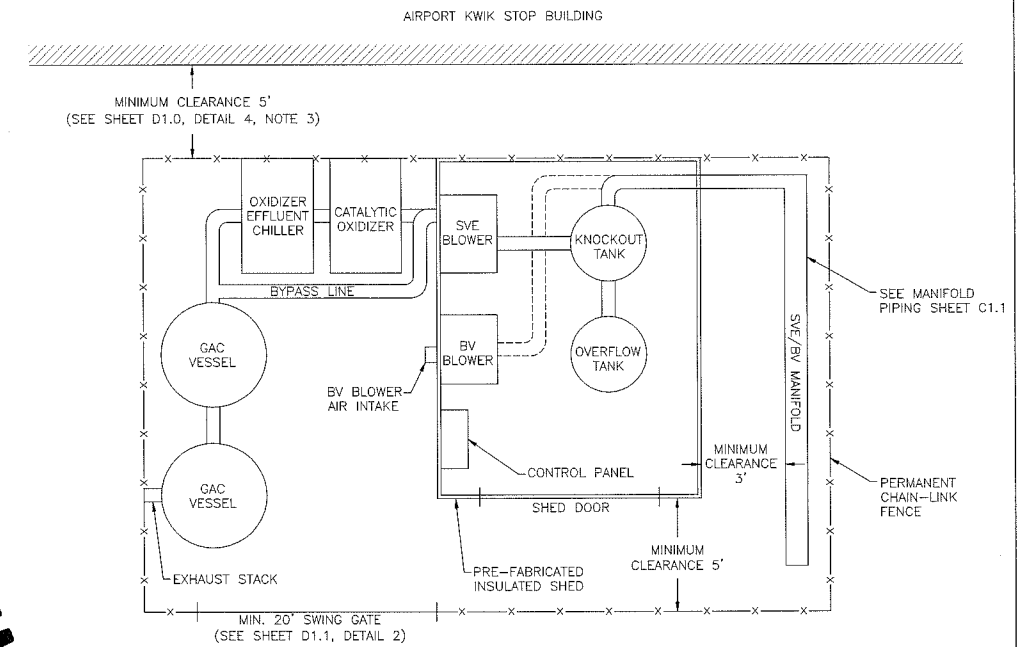 AIRPORT KWIK STOP BUILDING
MINIMUM CLEARANCE 5'
(SEE SHEET D1.0, DETAIL 4, NOTE 3)
OXIDIZER
EFFLUENT
CHILLER
CATALYTIC
OXIDIZER
SVE
BLOWER
KNOCKOUT
TANK
BYPASS LINE
SEE MANIFOLD
PIPING SHEET C1.1
GAC
VESSEL
BV
BLOWER
OVERFLOW
TANK
SVE/BV MANIFOLD
BV BLOWER
AIR INTAKE
MINIMUM
CLEARANCE
3'
CONTROL PANEL
GAC
VESSEL
PERMANENT
CHAIN-LINK
FENCE
SHED DOOR
MINIMUM
CLEARANCE 5'
EXHAUST STACK
PRE-FABRICATED
INSULATED SHED
MIN. 20' SWING GATE
(SEE SHEET D1.1, DETAIL 2)